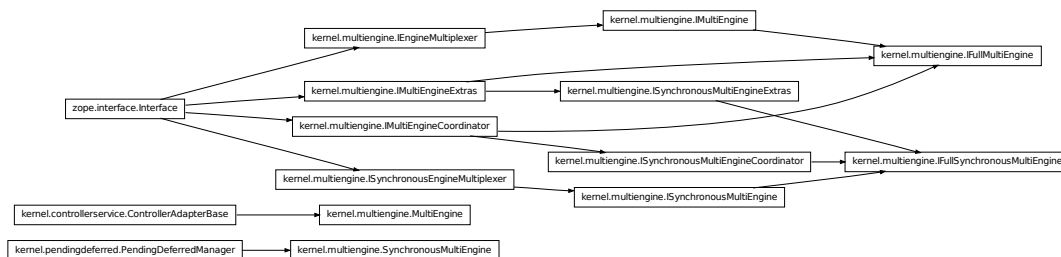 kernel.multiengine.IMultiEngine
kernel.multiengine.IEngineMultiplexer
kernel.multiengine.IFullMultiEngine
kernel.multiengine.IMultiEngineExtras
kernel.multiengine.ISynchronousMultiEngineExtras
zope.interface.Interface
kernel.multiengine.IMultiEngineCoordinator
kernel.multiengine.ISynchronousMultiEngineCoordinator
kernel.multiengine.IFullSynchronousMultiEngine
kernel.multiengine.ISynchronousEngineMultiplexer
kernel.multiengine.ISynchronousMultiEngine
kernel.controllerservice.ControllerAdapterBase
kernel.multiengine.MultiEngine
kernel.pendingdeferred.PendingDeferredManager
kernel.multiengine.SynchronousMultiEngine